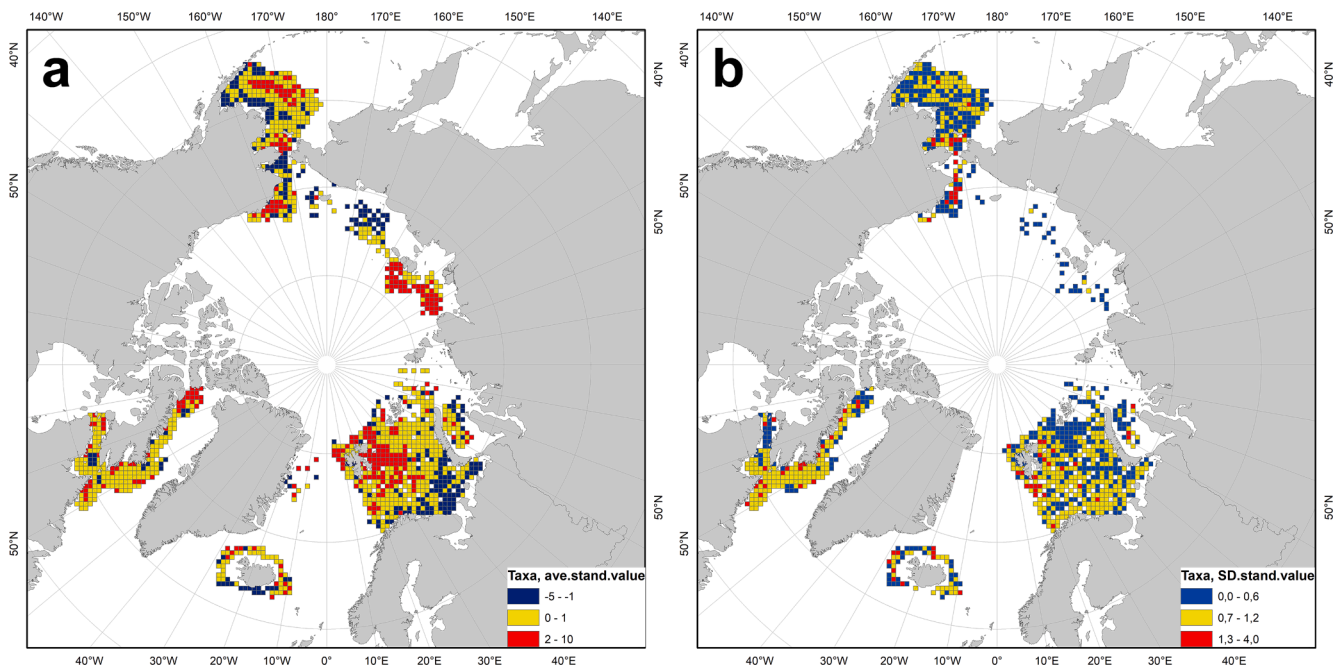 140°W 150°W 160°W 170°W 180° 170°E 160°E 150°E 140°E
140°W 150°W 160°W 170°W 180° 170°E 160°E 150°E 140°E
a
b
40°N
40°N
40°N
40°N
50°N
50°N
50°N
50°N
50°N
50°N
50°N
50°N
Taxa, ave.stand.value
-5 - -1
0 - 1
2 - 10
Taxa, SD.stand.value
0,0 - 0,6
0,7 - 1,2
1,3 - 4,0
40°W 30°W 20°W 10°W 0° 10°E 20°E 30°E 40°E
40°W 30°W 20°W 10°W 0° 10°E 20°E 30°E 40°E